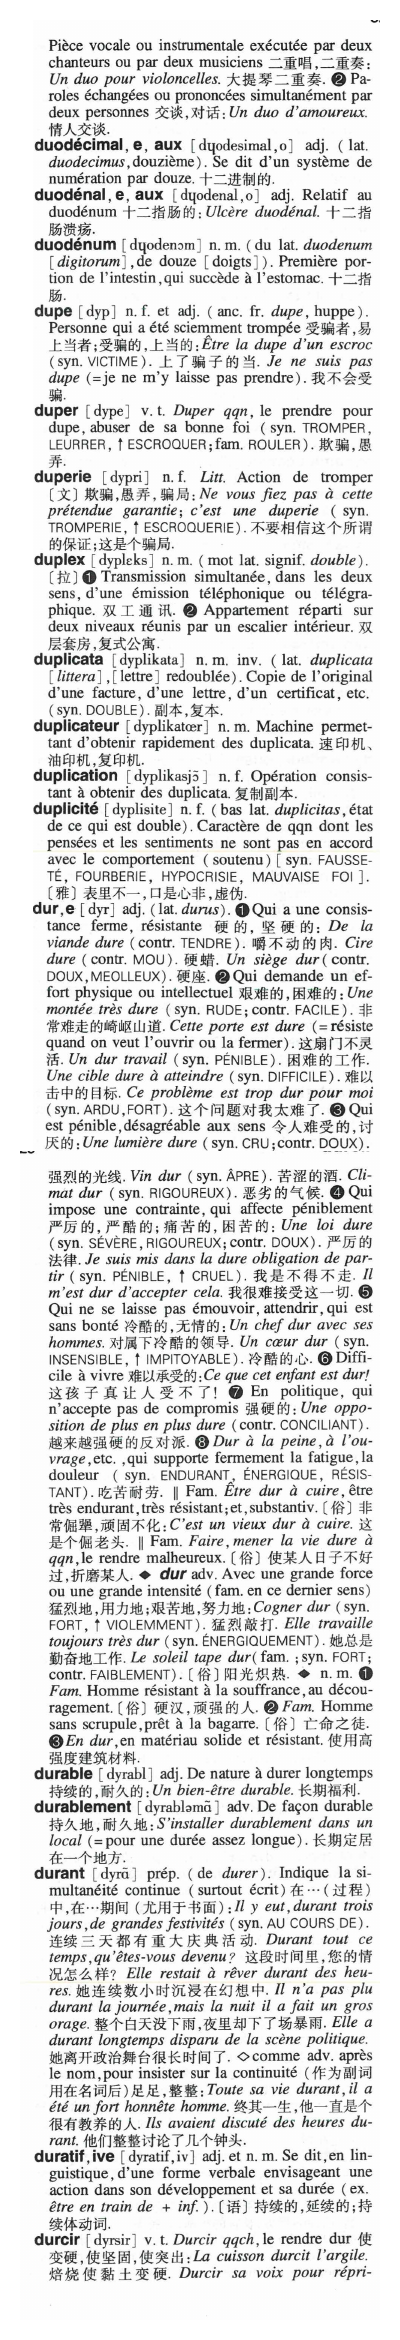 Pièce vocale ou instrumentale exécutée par deux
chanteurs ou par deux musiciens 二重唱,二重奏:
Un duo pour violoncelles. 大提琴二重奏. ❷ Pa-
roles échangées ou prononcées simultanément par
deux personnes 交谈,对话: Un duo d'amoureux.
情人交谈.
duodécimal, e, aux [dɥodesimal,o] adj. ( lat.
duodecimus,douzième). Se dit d'un système de
numération par douze. 十二进制的.
duodénal, e, aux [dɥodenal,o] adj. Relatif au
duodénum 十二指肠的: Ulcère duodénal. 十二指
肠溃疡.
duodénum [dɥodenɔm] n. m. ( du lat. duodenum
[digitorum],de douze [doigts]). Première por-
tion de l'intestin,qui succède à l'estomac. 十二指
肠.
dupe [dyp] n. f. et adj. ( anc. fr. dupe, huppe).
Personne qui a été sciemment trompée 受骗者,易
上当者;受骗的,上当的: Être la dupe d'un escroc
(syn. VICTIME). 上了骗子的当. Je ne suis pas
dupe (=je ne m'y laisse pas prendre). 我不会受
骗.
duper [dype] v. t. Duper qqn, le prendre pour
dupe, abuser de sa bonne foi ( syn. TROMPER,
LEURRER, ↑ ESCROQUER; fam. ROULER). 欺骗,愚
弄.
duperie [dypri] n. f. Litt. Action de tromper
〔文〕欺骗,愚弄,骗局: Ne vous fiez pas à cette
prétendue garantie; c'est une duperie ( syn.
TROMPERIE, ↑ ESCROQUERIE). 不要相信这个所谓
的保证;这是个骗局.
duplex [dyplɛks] n. m. ( mot lat. signif. double).
〔拉〕❶ Transmission simultanée, dans les deux
sens, d'une émission téléphonique ou télégra-
phique. 双工通讯. ❷ Appartement réparti sur
deux niveaux réunis par un escalier intérieur. 双
层套房,复式公寓.
duplicata [dyplikata] n. m. inv. ( lat. duplicata
[littera],[lettre] redoublée). Copie de l'original
d'une facture, d'une lettre, d'un certificat, etc.
(syn. DOUBLE). 副本,复本.
duplicateur [dyplikatœr] n. m. Machine permet-
tant d'obtenir rapidement des duplicata. 速印机、
油印机,复印机.
duplication [dyplikasjɔ̃] n. f. Opération consis-
tant à obtenir des duplicata. 复制副本.
duplicité [dyplisite] n. f. ( bas lat. duplicitas, état
de ce qui est double). Caractère de qqn dont les
pensées et les sentiments ne sont pas en accord
avec le comportement ( soutenu) [ syn. FAUSSE-
TÉ, FOURBERIE, HYPOCRISIE, MAUVAISE FOI ].
〔雅〕表里不一,口是心非,虚伪.
dur, e [dyr] adj. (lat. durus). ❶ Qui a une consis-
tance ferme, résistante 硬的, 坚硬的: De la
viande dure (contr. TENDRE). 嚼不动的肉. Cire
dure ( contr. MOU). 硬蜡. Un siège dur( contr.
DOUX, MEOLLEUX). 硬座. ❷ Qui demande un ef-
fort physique ou intellectuel 艰难的,困难的: Une
montée très dure (syn. RUDE; contr. FACILE). 非
常难走的崎岖山道. Cette porte est dure (=résiste
quand on veut l'ouvrir ou la fermer). 这扇门不灵
活. Un dur travail (syn. PÉNIBLE). 困难的工作.
Une cible dure à atteindre (syn. DIFFICILE). 难以
击中的目标. Ce problème est trop dur pour moi
(syn. ARDU, FORT). 这个问题对我太难了. ❸ Qui
est pénible,désagréable aux sens 令人难受的,讨
厌的: Une lumière dure ( syn. CRU ;contr. DOUX).
强烈的光线. Vin dur (syn. ÂPRE). 苦涩的酒. Cli-
mat dur ( syn. RIGOUREUX). 恶劣的气候. ❹ Qui
impose une contrainte, qui affecte péniblement
严厉的, 严酷的; 痛苦的, 困苦的: Une loi dure
(syn. SÉVÈRE, RIGOUREUX; contr. DOUX). 严厉的
法律. Je suis mis dans la dure obligation de par-
tir ( syn. PÉNIBLE, ↑ CRUEL). 我是不得不走. Il
m'est dur d'accepter cela. 我很难接受这一切. ❺
Qui ne se laisse pas émouvoir, attendrir, qui est
sans bonté 冷酷的,无情的: Un chef dur avec ses
hommes. 对属下冷酷的领导. Un cœur dur ( syn.
INSENSIBLE, ↑ IMPITOYABLE). 冷酷的心. ❻ Diffi-
cile à vivre 难以承受的: Ce que cet enfant est dur!
这孩子真让人受不了! ❼ En politique, qui
n'accepte pas de compromis 强硬的: Une oppo-
sition de plus en plus dure (contr. CONCILIANT).
越来越强硬的反对派. ❽ Dur à la peine, à l'ou-
vrage, etc. ,qui supporte fermement la fatigue,la
douleur ( syn. ENDURANT, ÉNERGIQUE, RÉSIS-
TANT). 吃苦耐劳. ‖ Fam. Être dur à cuire, être
très endurant,très résistant; et, substantiv. 〔俗〕非
常倔犟,顽固不化: C'est un vieux dur à cuire. 这
是个倔老头. ‖ Fam. Faire, mener la vie dure à
qqn,le rendre malheureux. 〔俗〕使某人日子不好
过,折磨某人. ◆ dur adv. Avec une grande force
ou une grande intensité (fam. en ce dernier sens)
猛烈地,用力地;艰苦地,努力地: Cogner dur ( syn.
FORT, ↑ VIOLEMMENT). 猛烈敲打. Elle travaille
toujours très dur (syn. ÉNERGIQUEMENT). 她总是
勤奋地工作. Le soleil tape dur( fam. ; syn. FORT;
contr. FAIBLEMENT). 〔俗〕阳光炽热. ◆ n. m. ❶
Fam. Homme résistant à la souffrance,au décou-
ragement. 〔俗〕硬汉,顽强的人. ❷ Fam. Homme
sans scrupule,prêt à la bagarre. 〔俗〕亡命之徒.
❸ En dur,en matériau solide et résistant. 使用高
强度建筑材料.
durable [dyrabl] adj. De nature à durer longtemps
持续的,耐久的: Un bien-être durable. 长期福利.
durablement [dyrabləmɑ̃] adv. De façon durable
持久地,耐久地: S'installer durablement dans un
local (=pour une durée assez longue). 长期定居
在一个地方.
durant [dyrɑ̃] prép. ( de durer). Indique la si-
multanéité continue ( surtout écrit) 在…(过程)
中,在…期间 (尤用于书面): Il y eut, durant trois
jours, de grandes festivités (syn. AU COURS DE).
连续三天都有重大庆典活动. Durant tout ce
temps,qu'êtes-vous devenu? 这段时间里,您的情
况怎么样? Elle restait à rêver durant des heu-
res. 她连续数小时沉浸在幻想中. Il n'a pas plu
durant la journée,mais la nuit il a fait un gros
orage. 整个白天没下雨,夜里却下了场暴雨. Elle a
durant longtemps disparu de la scène politique.
她离开政治舞台很长时间了. ◇ comme adv. après
le nom,pour insister sur la continuité (作为副词
用在名词后)足足,整整: Toute sa vie durant,il a
été un fort honnête homme. 终其一生,他一直是个
很有教养的人. Ils avaient discuté des heures du-
rant. 他们整整讨论了几个钟头.
duratif, ive [dyratif,iv] adj. et n. m. Se dit,en lin-
guistique, d'une forme verbale envisageant une
action dans son développement et sa durée ( ex.
être en train de + inf. ). 〔语〕持续的,延续的;持
续体动词.
durcir [dyrsir] v. t. Durcir qqch, le rendre dur 使
变硬,使坚固,使突出: La cuisson durcit l'argile.
焙烧使黏土变硬. Durcir sa voix pour répri-